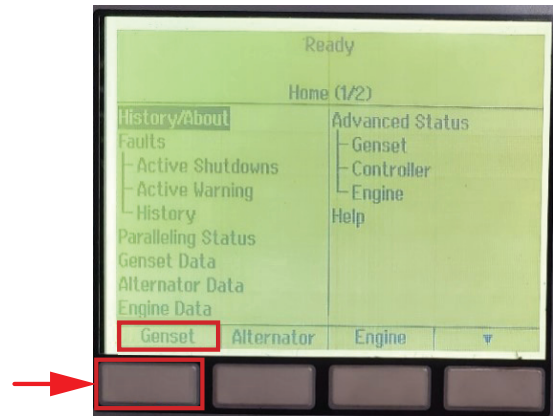 Ready
Home (1/2)
History/About
Faults
Active Shutdowns
Active Warning
History
Paralleling Status
Genset Data
Alternator Data
Engine Data
Advanced Status
Genset
Controller
Engine
Help
Genset Alternator Engine